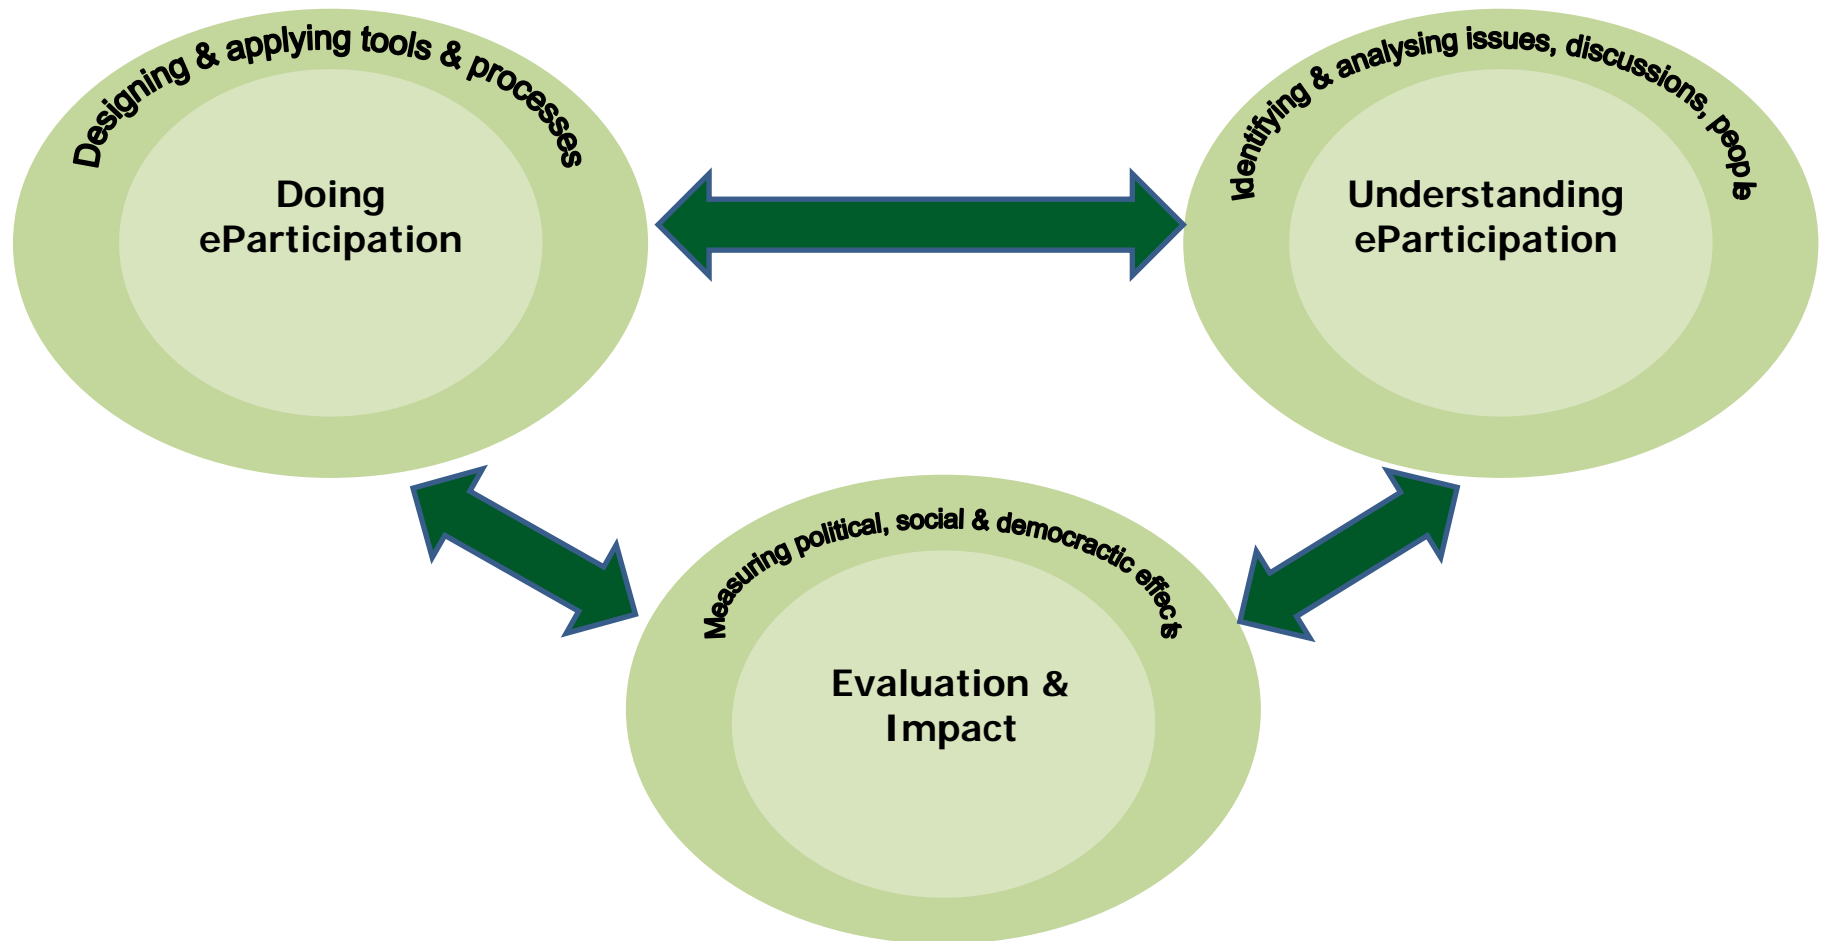 Designing & applying tools & processes
Doing
eParticipation
Identifying & analysing issues, discussions, people
Understanding
eParticipation
Measuring political, social & democractic effects
Evaluation &
Impact